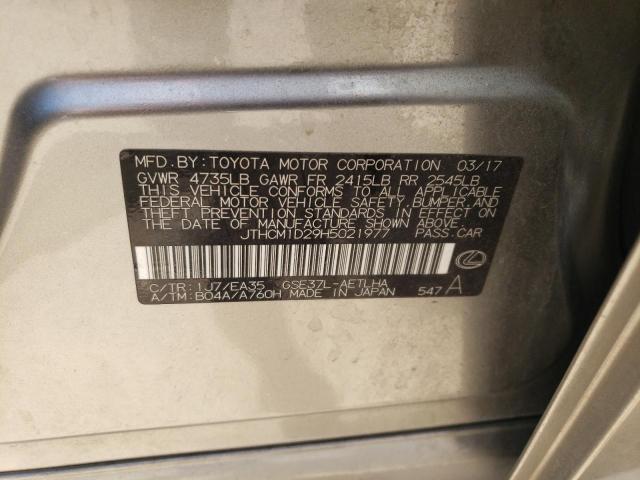 MFD. BY: TOYOTA MOTOR CORPORATION 03/17
GVWR 4735LB GAWR FR 2415LB RR 2545LB
THIS VEHICLE CONFORMS TO ALL APPLICABLE
FEDERAL MOTOR VEHICLE SAFETY, BUMPER, AND
THEFT PREVENTION STANDARDS IN EFFECT ON
THE DATE OF MANUFACTURE SHOWN ABOVE.
JTHCM1D29H5021977 PASS. CAR
C/TR: 1J7/EA35 GSE37L-AETLHA
A/TM: B04A/A760H MADE IN JAPAN 547 A